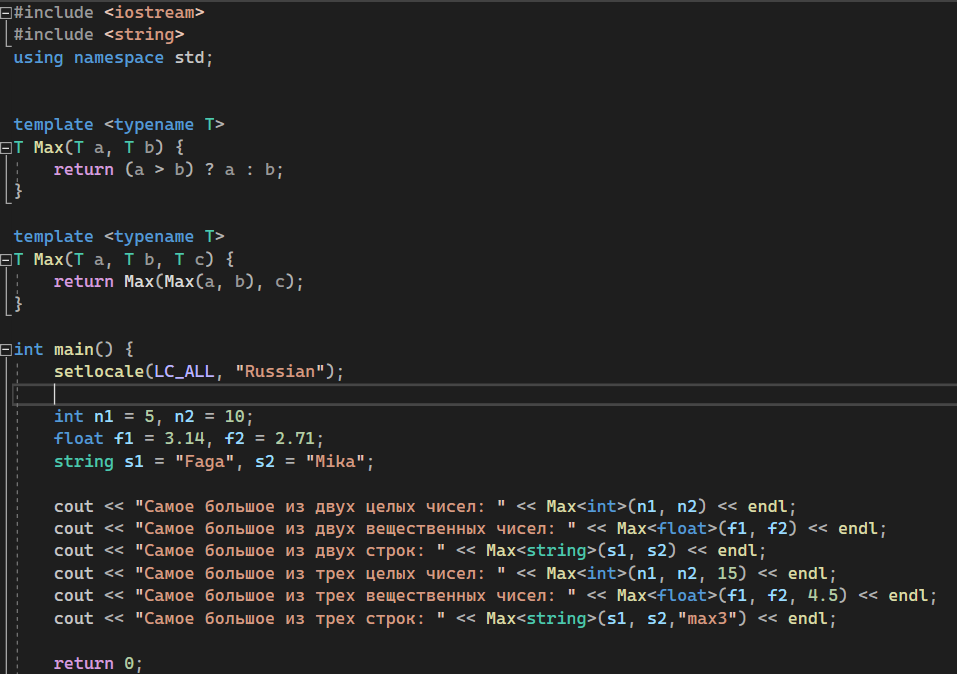 #include <iostream>
#include <string>
using namespace std;
template <typename T>
T Max(T a, T b) {
return (a > b) ? a : b;
}
template <typename T>
T Max(T a, T b, T c) {
return Max(Max(a, b), c);
}
int main() {
setlocale(LC_ALL, "Russian");
int n1 = 5, n2 = 10;
float f1 = 3.14, f2 = 2.71;
string s1 = "Faga", s2 = "Mika";
cout << "Самое большое из двух целых чисел: " << Max<int>(n1, n2) << endl;
cout << "Самое большое из двух вещественных чисел: " << Max<float>(f1, f2) << endl;
cout << "Самое большое из двух строк: " << Max<string>(s1, s2) << endl;
cout << "Самое большое из трех целых чисел: " << Max<int>(n1, n2, 15) << endl;
cout << "Самое большое из трех вещественных чисел: " << Max<float>(f1, f2, 4.5) << endl;
cout << "Самое большое из трех строк: " << Max<string>(s1, s2,"max3") << endl;
return 0;